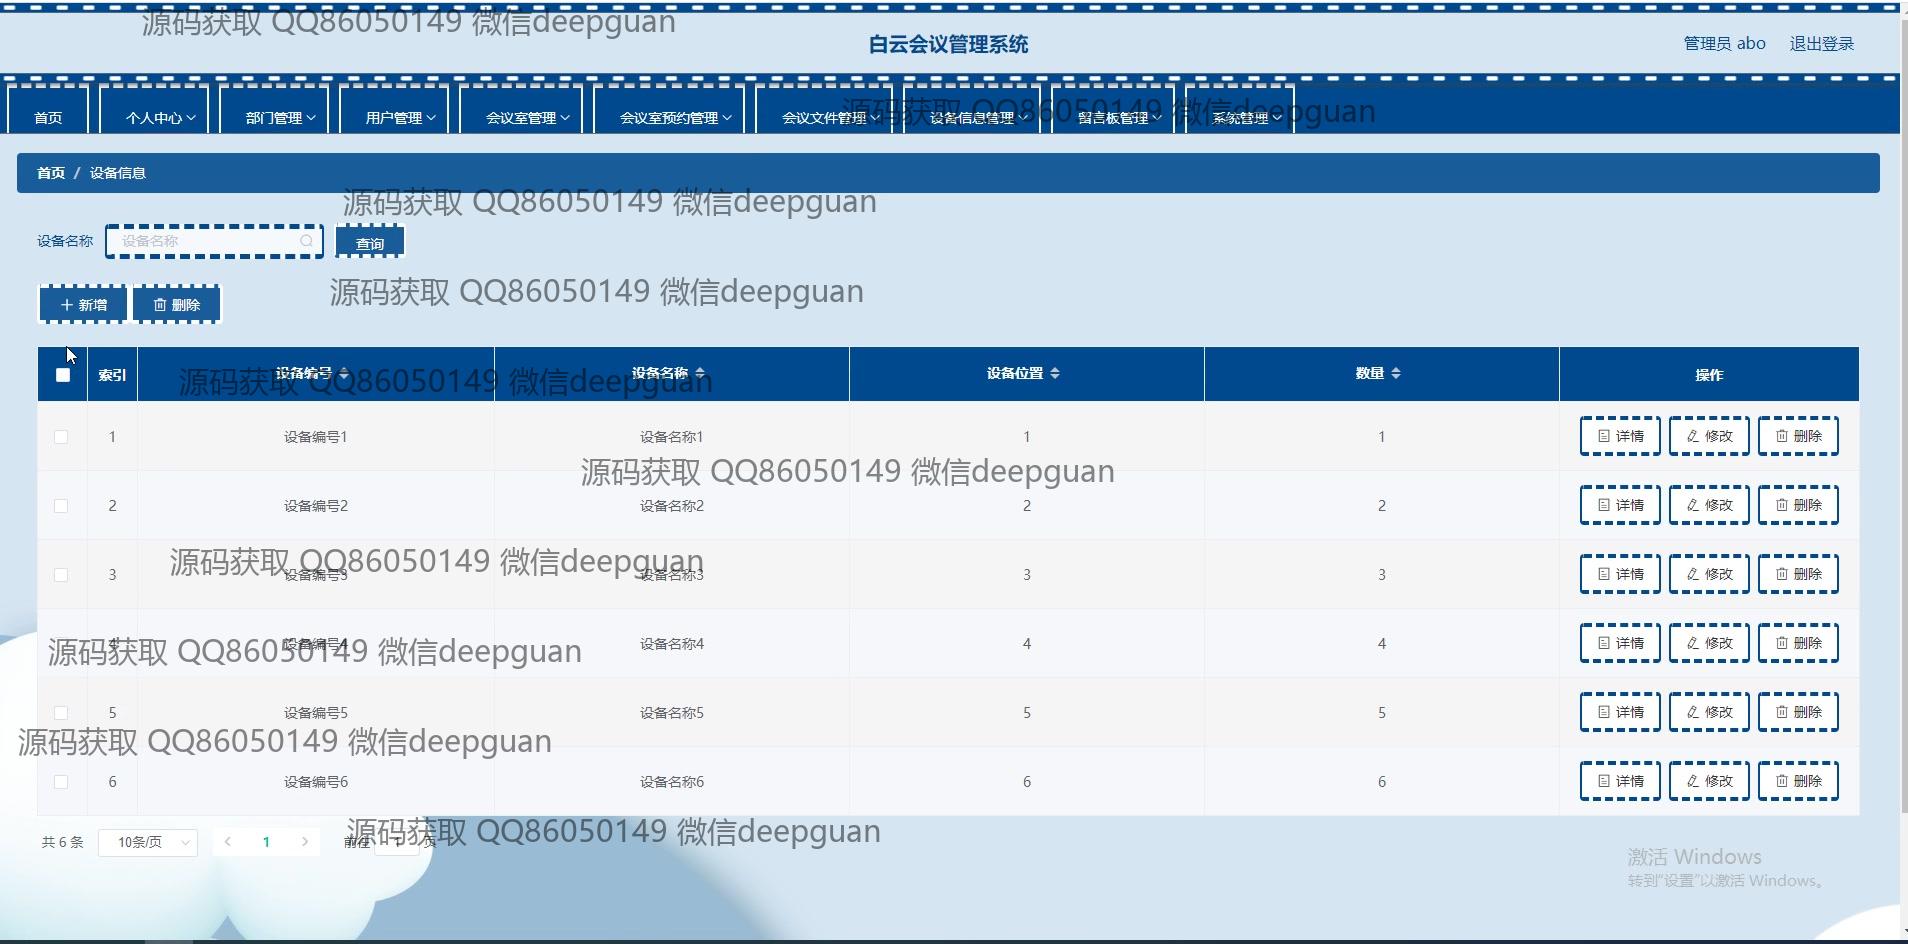 源码获取 QQ86050149 微信deepguan
白云会议管理系统
管理员 abo 退出登录
首页 个人中心 部门管理 用户管理 会议室管理 会议室预约管理 会议文件管理 设备信息管理 留言板管理 系统管理
源码获取 QQ86050149 微信deepguan
首页 / 设备信息
源码获取 QQ86050149 微信deepguan
设备名称 设备名称 查询
源码获取 QQ86050149 微信deepguan
新增 删除
索引 设备编号 设备名称 设备位置 数量 操作
源码获取 QQ86050149 微信deepguan
1 设备编号1 设备名称1 1 1 详情 修改 删除
源码获取 QQ86050149 微信deepguan
2 设备编号2 设备名称2 2 2 详情 修改 删除
源码获取 QQ86050149 微信deepguan
3 设备编号3 设备名称3 3 3 详情 修改 删除
4 设备编号4 设备名称4 4 4 详情 修改 删除
源码获取 QQ86050149 微信deepguan
5 设备编号5 设备名称5 5 5 详情 修改 删除
源码获取 QQ86050149 微信deepguan
6 设备编号6 设备名称6 6 6 详情 修改 删除
源码获取 QQ86050149 微信deepguan
共 6 条 10条/页 1 前往 1 页
激活 Windows
转到“设置”以激活 Windows。